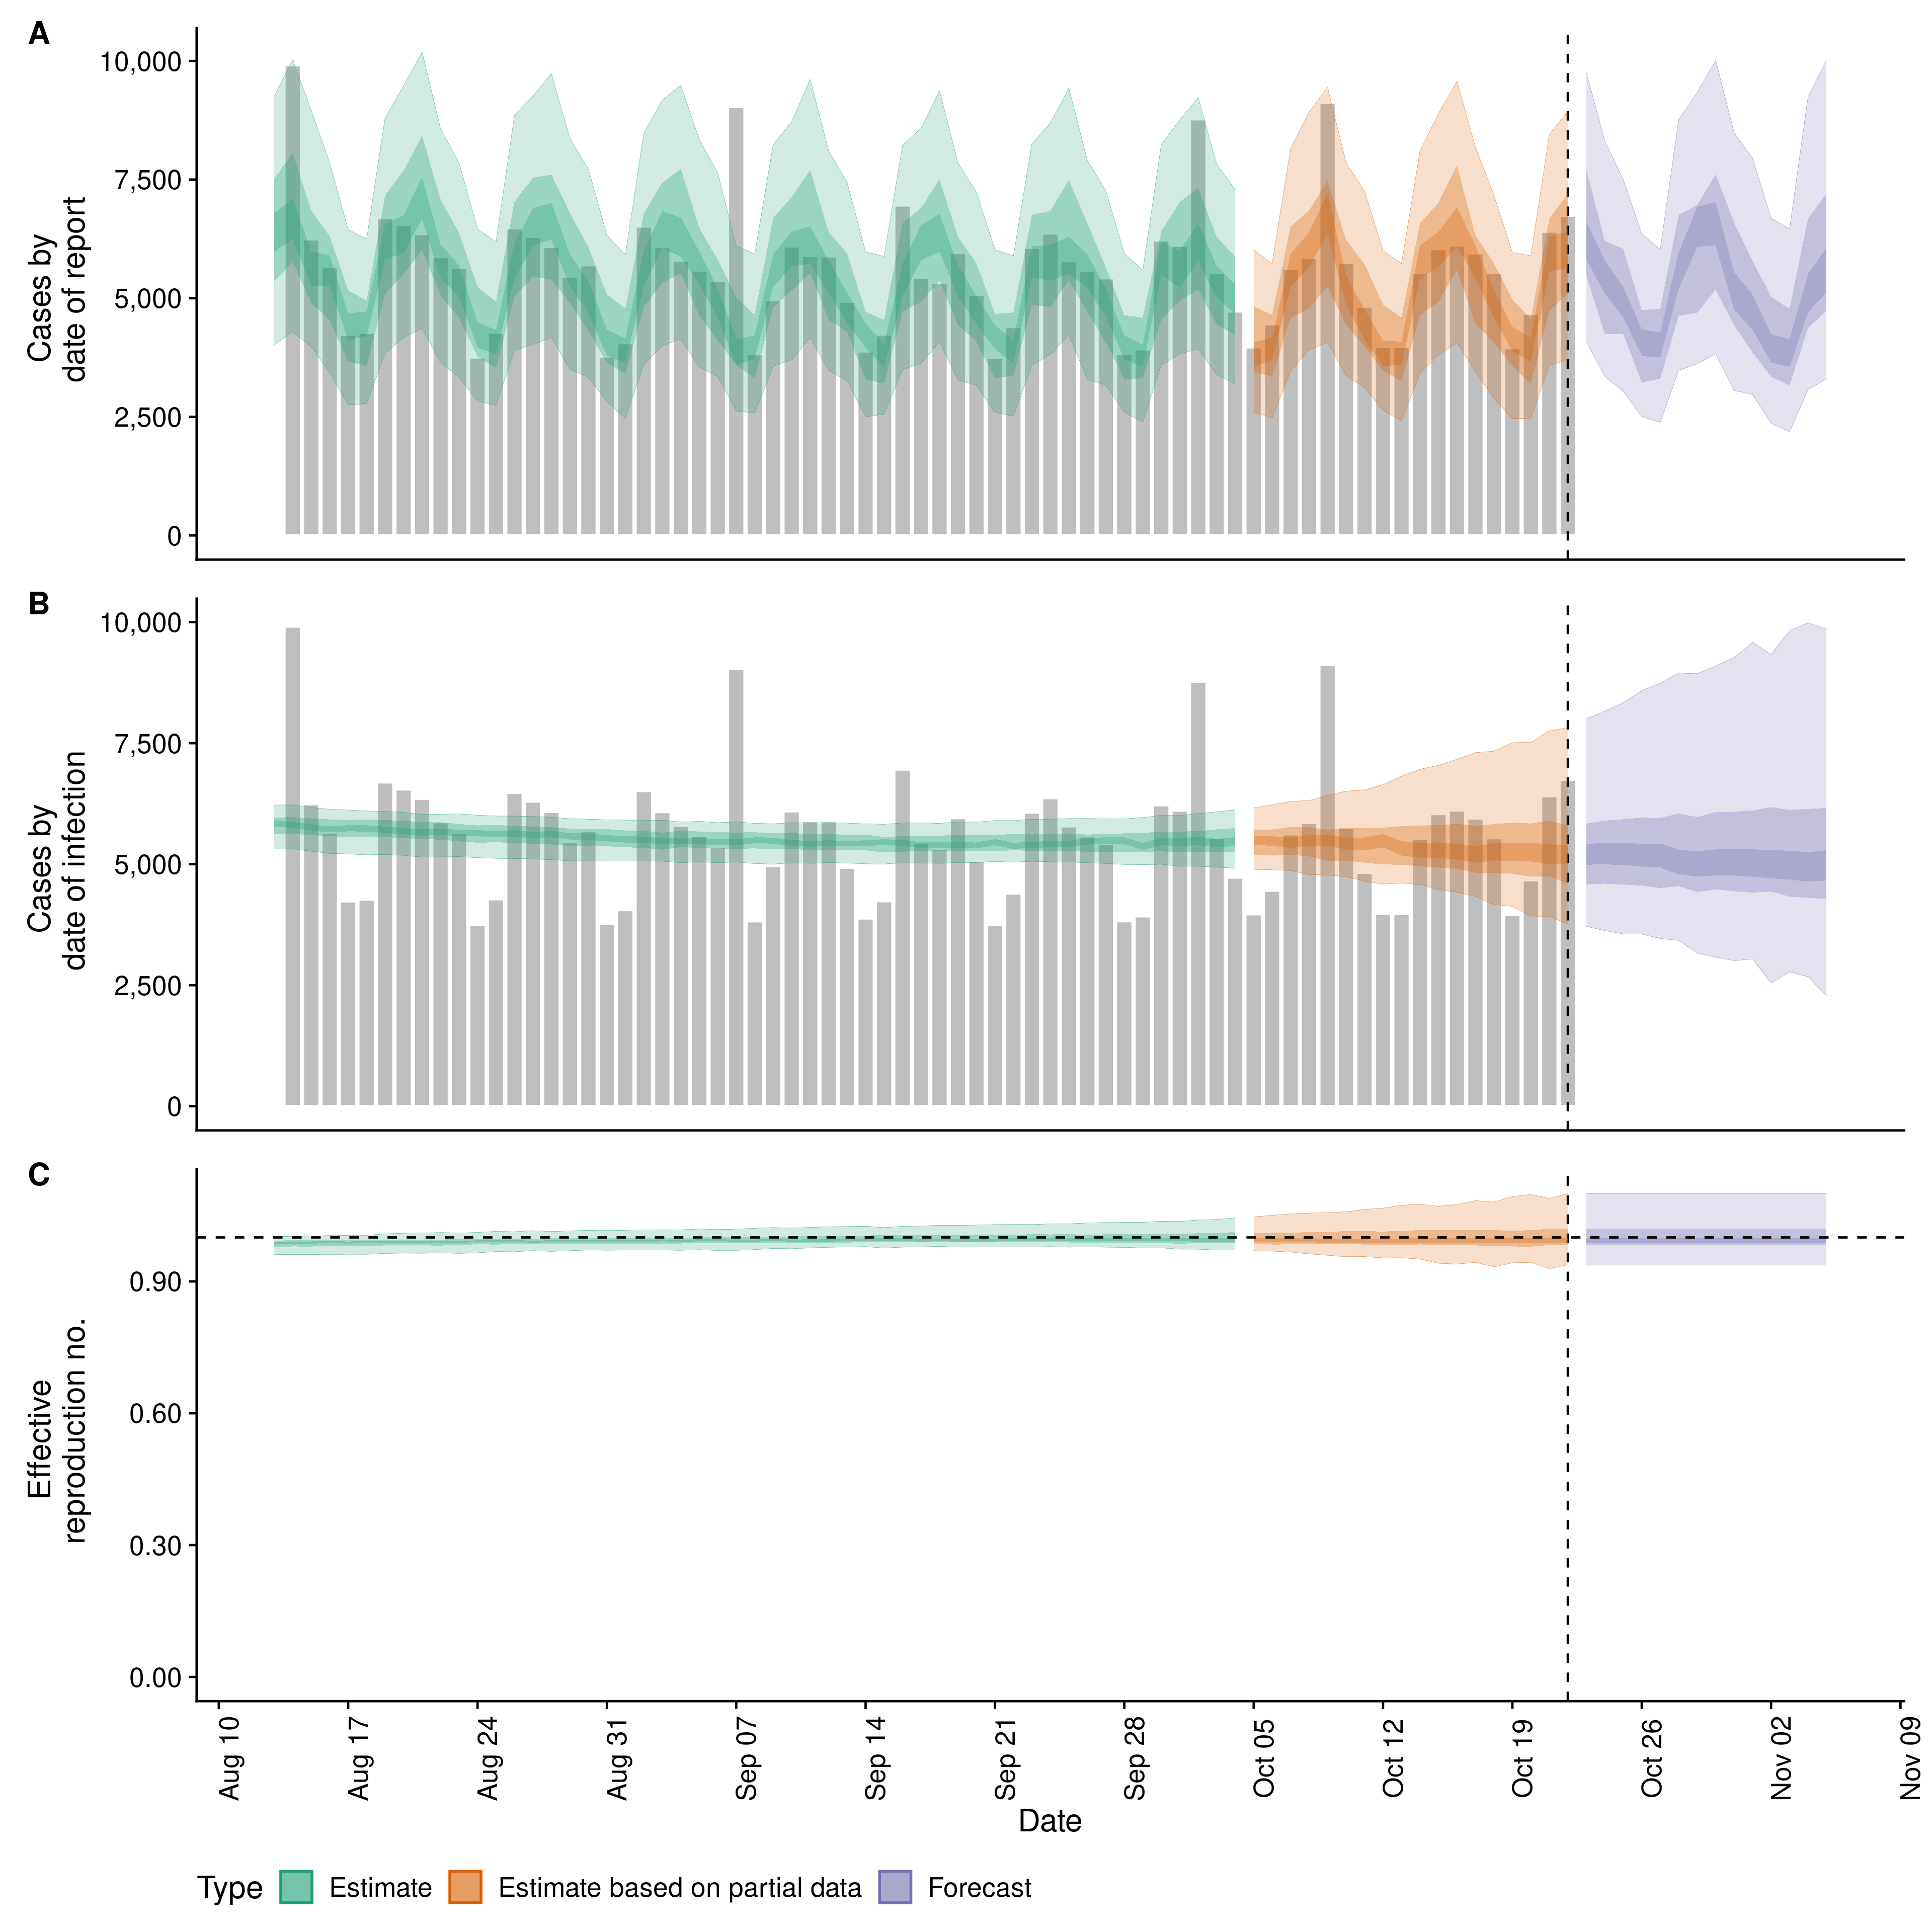 A
10,000
7,500
5,000
2,500
0
Cases by
date of report
B
10,000
7,500
5,000
2,500
0
Cases by
date of infection
C
0.90
0.60
0.30
0.00
Effective
reproduction no.
Aug 10
Aug 17
Aug 24
Aug 31
Sep 07
Sep 14
Sep 21
Sep 28
Oct 05
Oct 12
Oct 19
Oct 26
Nov 02
Nov 09
Date
Type Estimate Estimate based on partial data Forecast